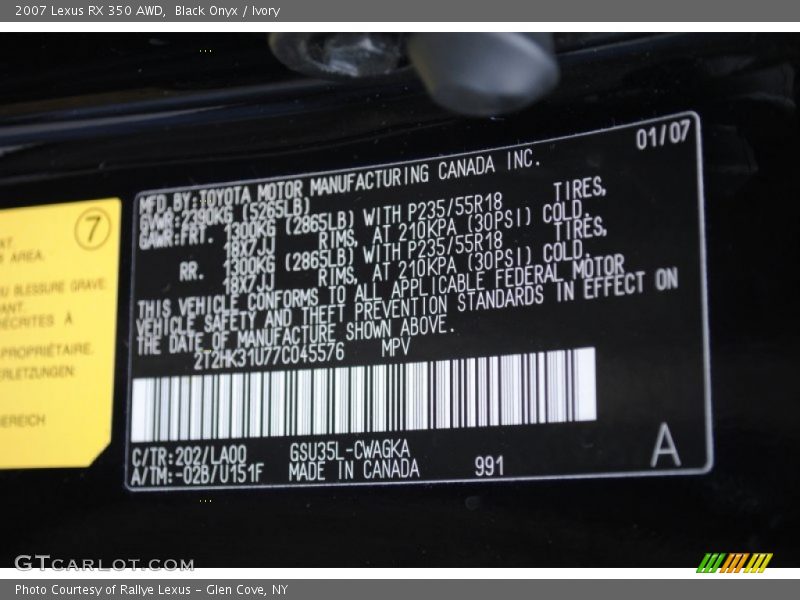 2007 Lexus RX 350 AWD, Black Onyx / Ivory
01/07
MFD. BY: TOYOTA MOTOR MANUFACTURING CANADA INC.
GVWR: 2390KG (5265LB)
GAWR: FRT. 1300KG (2865LB) WITH P235/55R18 TIRES,
18X7JJ RIMS, AT 210KPA (30PSI) COLD.
RR. 1300KG (2865LB) WITH P235/55R18 TIRES,
18X7JJ RIMS, AT 210KPA (30PSI) COLD.
THIS VEHICLE CONFORMS TO ALL APPLICABLE FEDERAL MOTOR
VEHICLE SAFETY AND THEFT PREVENTION STANDARDS IN EFFECT ON
THE DATE OF MANUFACTURE SHOWN ABOVE.
2T2HK31U77C045576 MPV
C/TR: 202/LA00 GSU35L-CWAGKA
A/TM: -02B/U151F MADE IN CANADA 991
A
7
AREA.
BLESSURE GRAVE
DÉCRITES À
PROPRIÉTAIRE.
GTCARLOT.COM
Photo Courtesy of Rallye Lexus - Glen Cove, NY